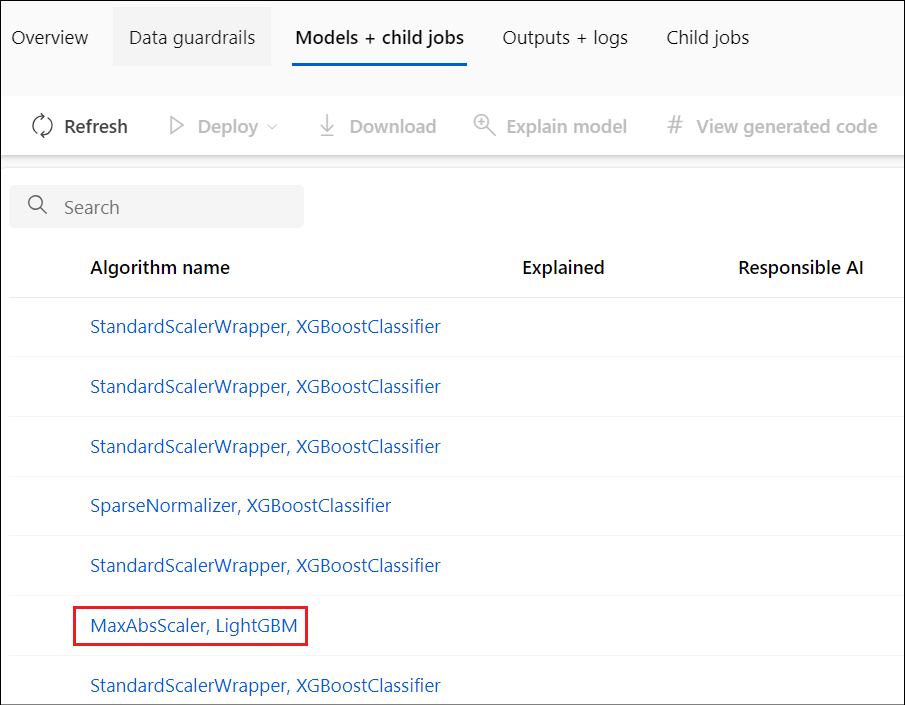 Overview Data guardrails Models + child jobs Outputs + logs Child jobs
Refresh Deploy Download Explain model # View generated code
Search
Algorithm name Explained Responsible AI
StandardScalerWrapper, XGBoostClassifier
StandardScalerWrapper, XGBoostClassifier
StandardScalerWrapper, XGBoostClassifier
SparseNormalizer, XGBoostClassifier
StandardScalerWrapper, XGBoostClassifier
MaxAbsScaler, LightGBM
StandardScalerWrapper, XGBoostClassifier